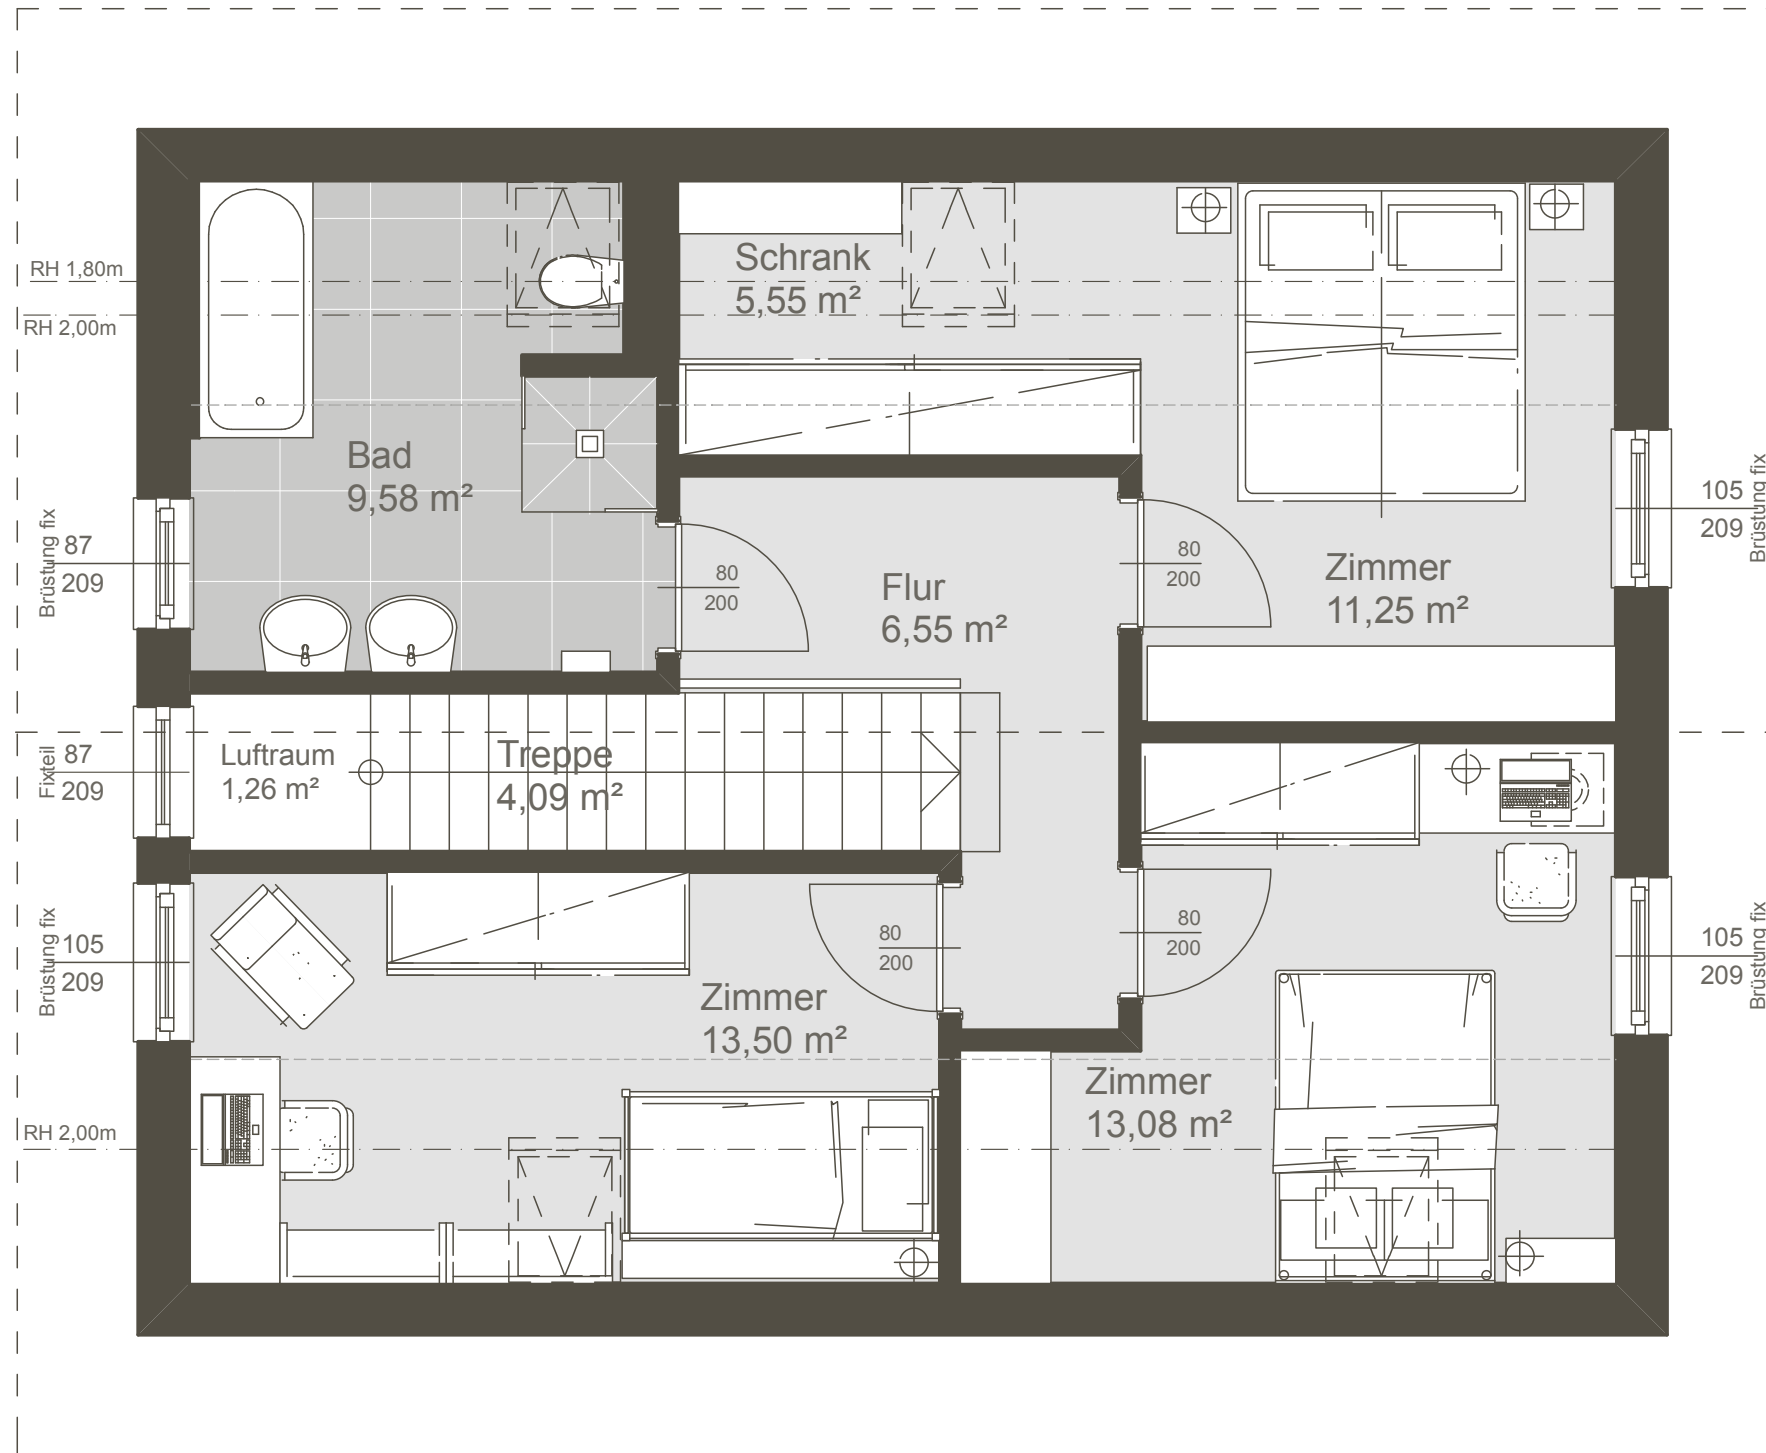 RH 1,80m
RH 2,00m
Schrank
5,55 m²
Bad
9,58 m²
Brüstung fix
87
209
80
200
Flur
6,55 m²
80
200
Zimmer
11,25 m²
105
209
Brüstung fix
Fixteil
87
209
Luftraum
1,26 m²
Treppe
4,09 m²
Brüstung fix
105
209
Zimmer
13,50 m²
80
200
80
200
105
209
Brüstung fix
Zimmer
13,08 m²
RH 2,00m